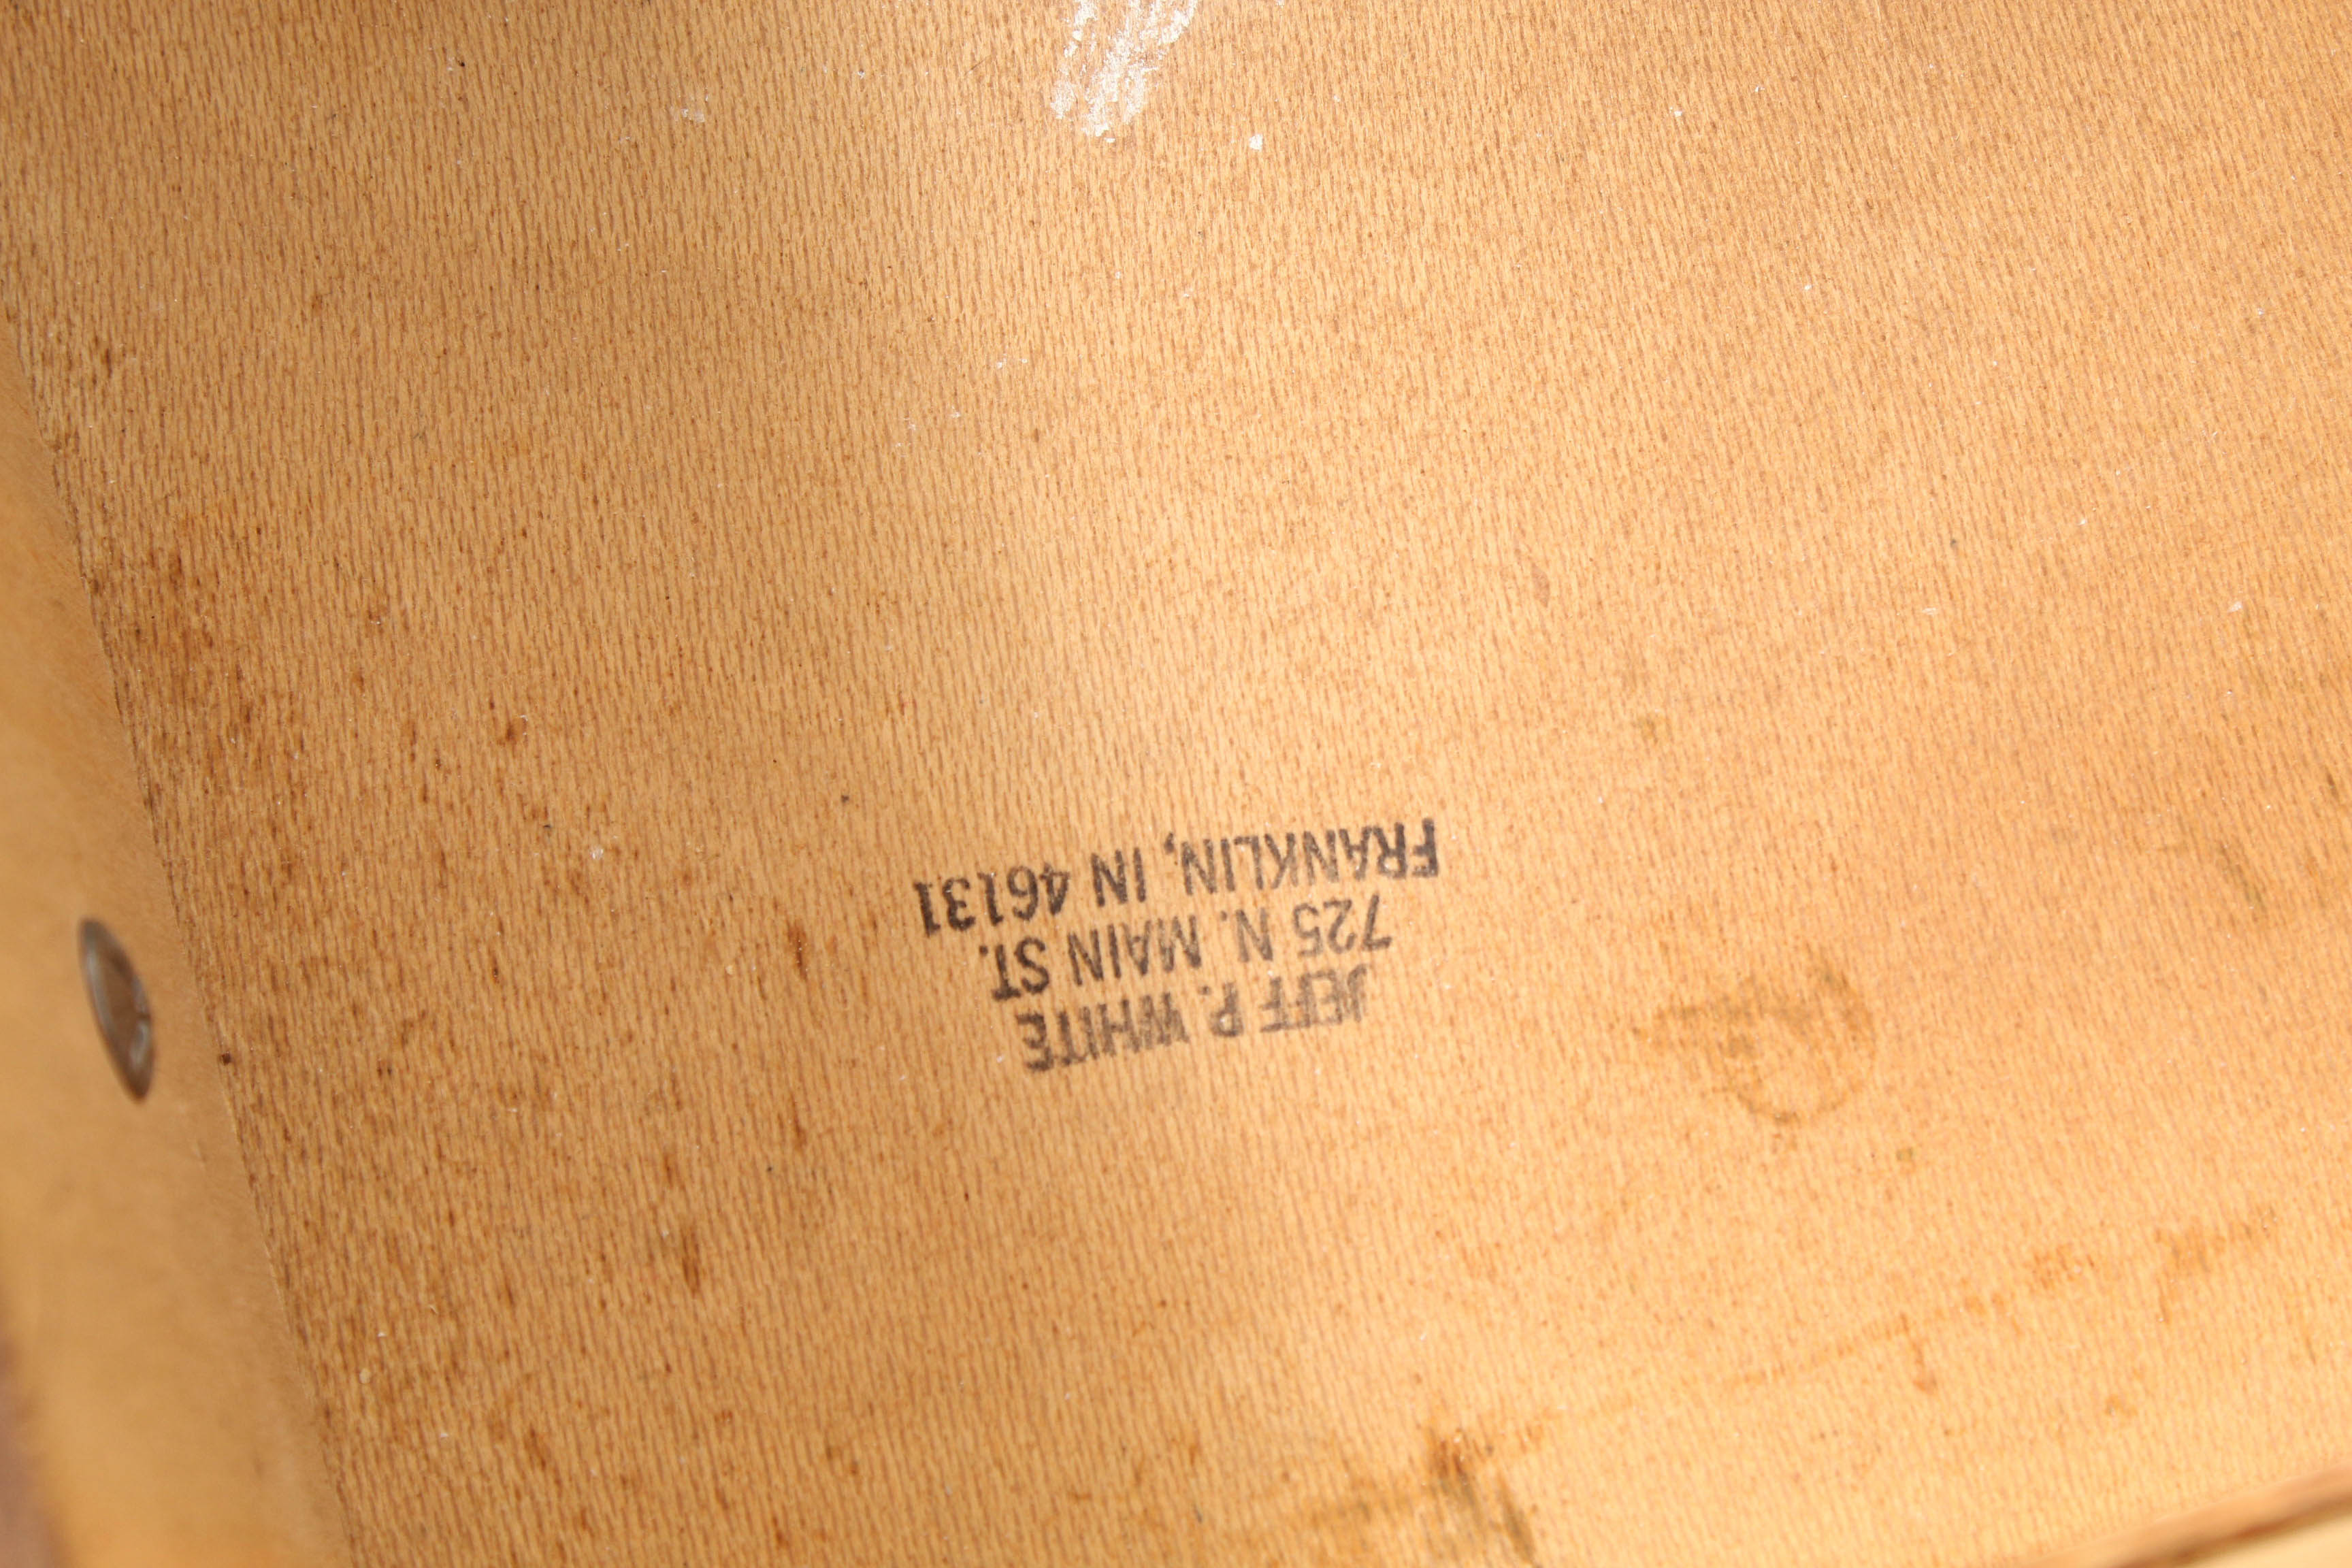 JEFF P. WHITE
725 N. MAIN ST.
FRANKLIN, IN 46131